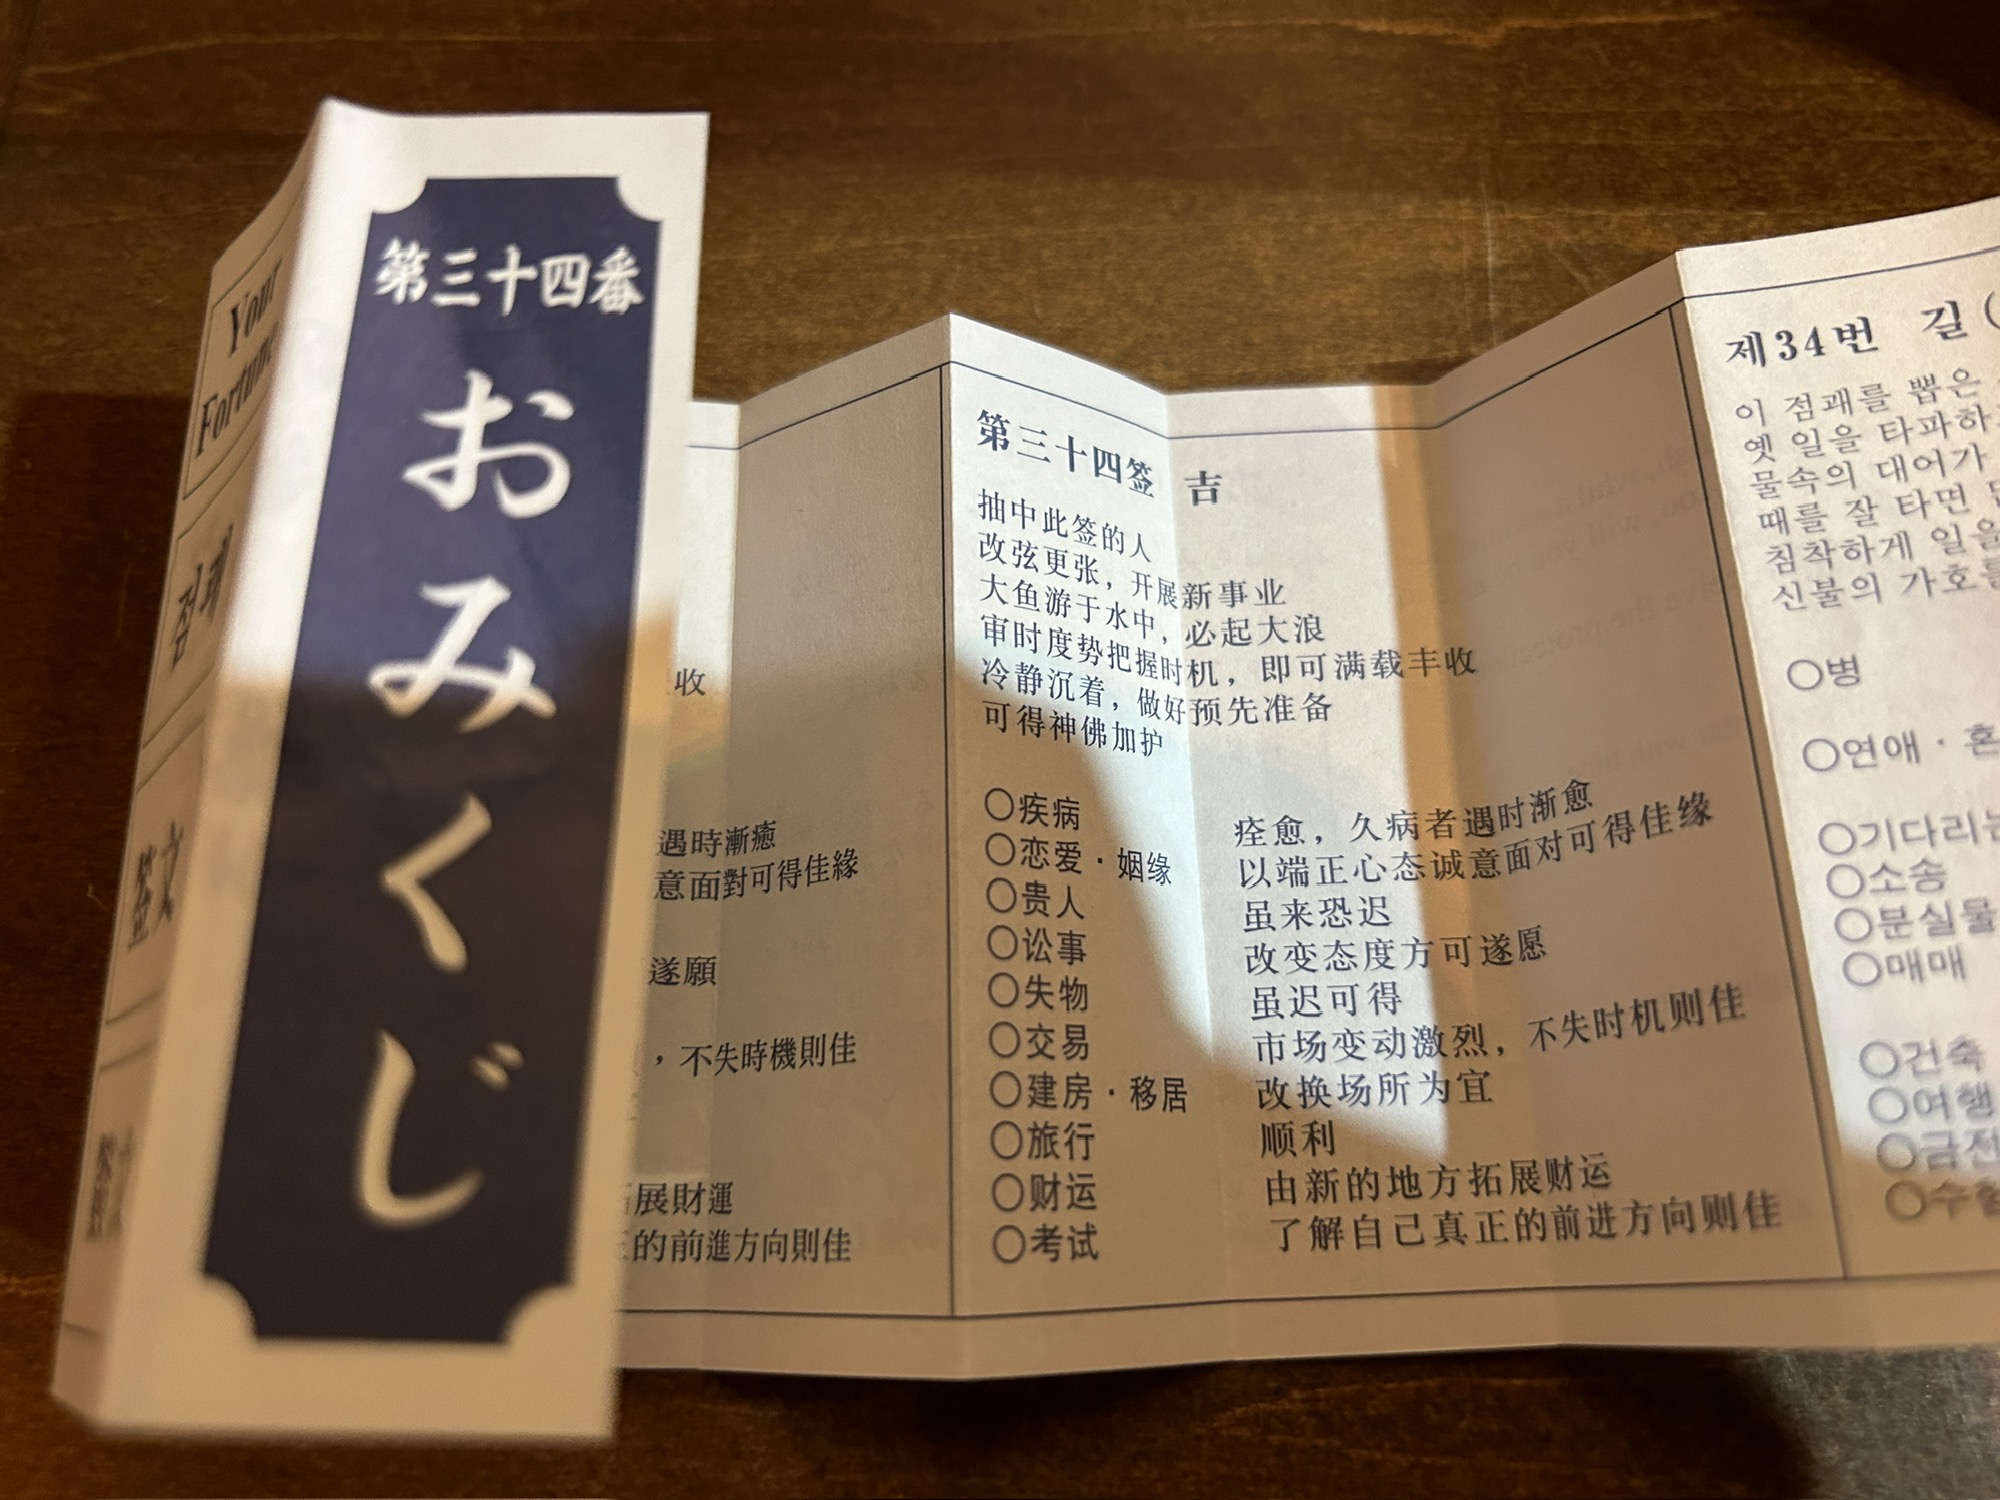 第三十四番
おみくじ
Your
Fortune
점괘
签文
收
遇時漸癒
意面對可得佳緣
遂願
，不失時機則佳
展財運
的前進方向則佳
第三十四签 吉
抽中此签的人
改弦更张，开展新事业
大鱼游于水中，必起大浪
审时度势把握时机，即可满载丰收
冷静沉着，做好预先准备
可得神佛加护
○疾病 痊愈，久病者遇时渐愈
○恋爱·姻缘 以端正心态诚意面对可得佳缘
○贵人 虽来恐迟
○讼事 改变态度方可遂愿
○失物 虽迟可得
○交易 市场变动激烈，不失时机则佳
○建房·移居 改换场所为宜
○旅行 顺利
○财运 由新的地方拓展财运
○考试 了解自己真正的前进方向则佳
제34번 길(
이 점괘를 뽑은
옛 일을 타파하
물속의 대어가
때를 잘 타면
침착하게 일을
신불의 가호를
○병
○연애·혼
○기다리는
○소송
○분실물
○매매
○건축
○여행
○금전
○수험